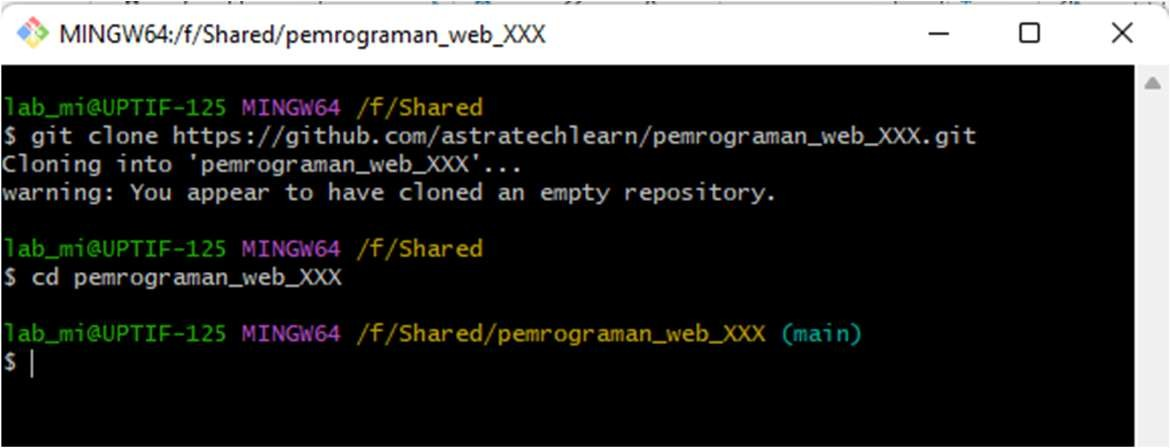 MINGW64:/f/Shared/pemrograman_web_XXX
lab_mi@UPTIF-125 MINGW64 /f/Shared
$ git clone https://github.com/astratechlearn/pemrograman_web_XXX.git
Cloning into 'pemrograman_web_XXX'...
warning: You appear to have cloned an empty repository.
lab_mi@UPTIF-125 MINGW64 /f/Shared
$ cd pemrograman_web_XXX
lab_mi@UPTIF-125 MINGW64 /f/Shared/pemrograman_web_XXX (main)
$